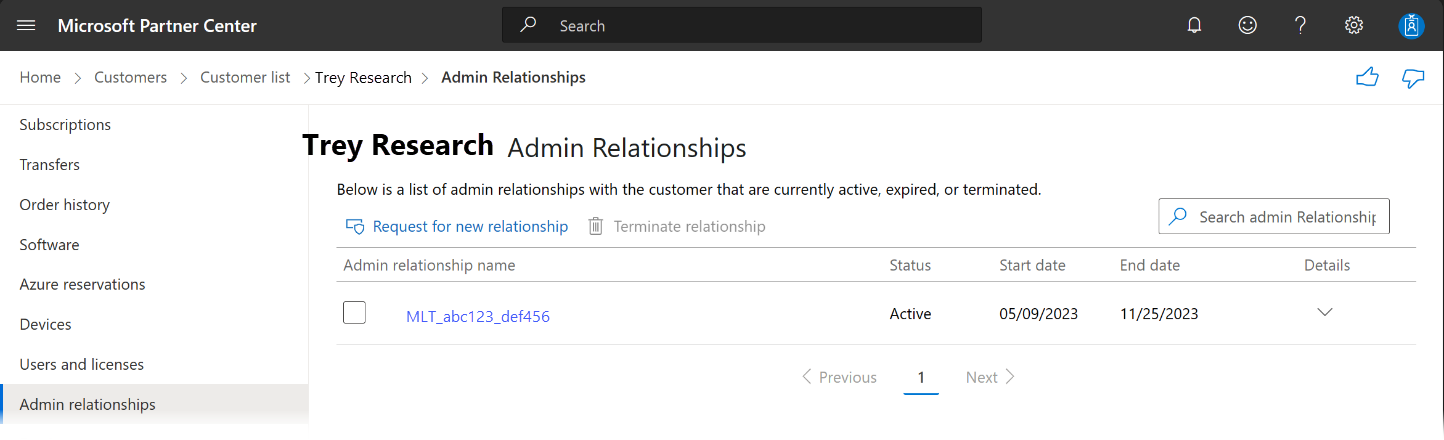 Microsoft Partner Center Search
Home Customers Customer list Trey Research Admin Relationships
Subscriptions
Transfers
Order history
Software
Azure reservations
Devices
Users and licenses
Admin relationships
Trey Research Admin Relationships
Below is a list of admin relationships with the customer that are currently active, expired, or terminated.
Request for new relationship Terminate relationship
Search admin Relationship
Admin relationship name Status Start date End date Details
MLT_abc123_def456 Active 05/09/2023 11/25/2023
Previous 1 Next